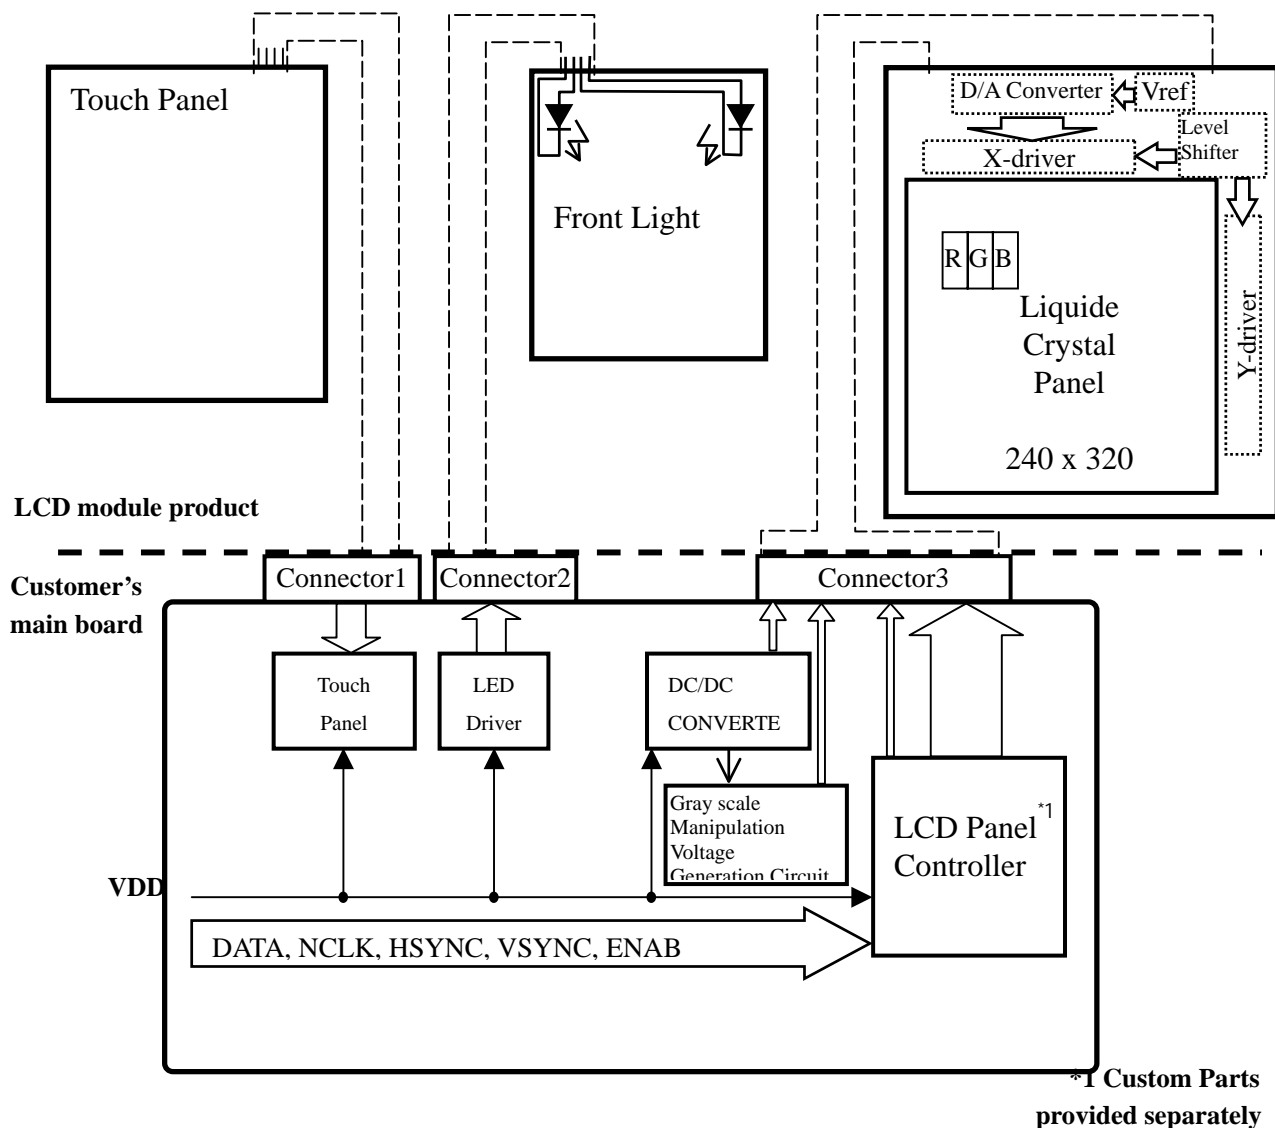 Touch Panel
Front Light
D/A Converter
Vref
Level
Shifter
X-driver
R G B
Liquide
Crystal
Panel
240 x 320
Y-driver
LCD module product
Customer's
main board
Connector1
Connector2
Connector3
Touch
Panel
LED
Driver
DC/DC
CONVERTE
Gray scale
Manipulation
Voltage
Generation Circuit
LCD Panel *1
Controller
VDD
DATA, NCLK, HSYNC, VSYNC, ENAB
*1 Custom Parts
provided separately